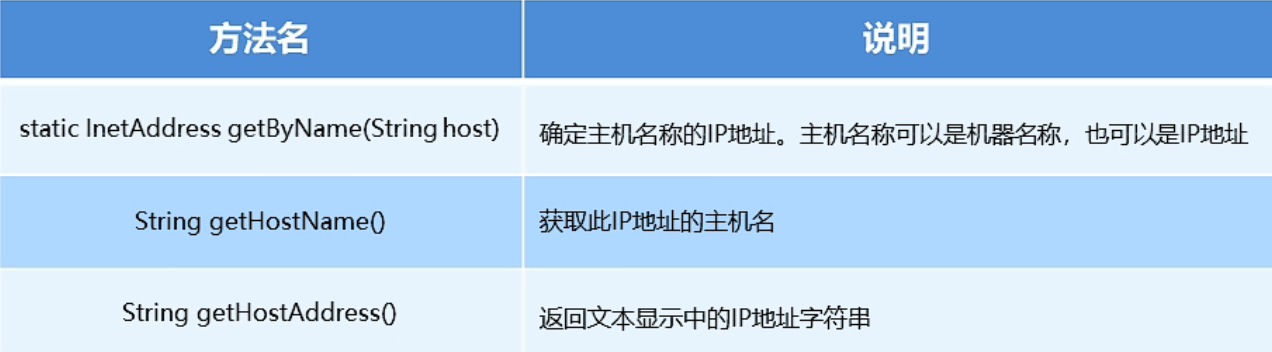 方法名
说明
static InetAddress getByName(String host)
确定主机名称的IP地址。主机名称可以是机器名称，也可以是IP地址
String getHostName()
获取此IP地址的主机名
String getHostAddress()
返回文本显示中的IP地址字符串